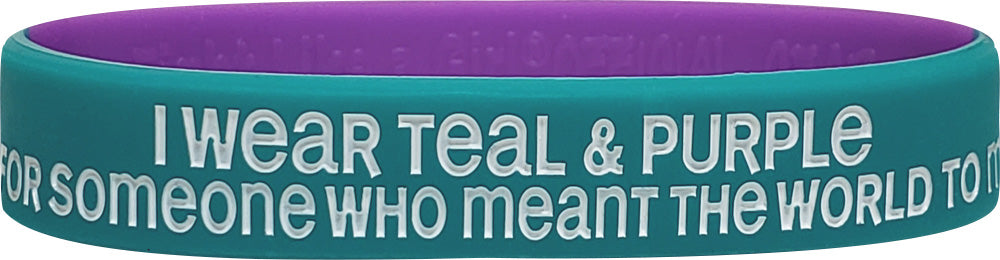 I WeaR Teal & PURPLe
FOR someone WHO meanT THe WORLD TO m